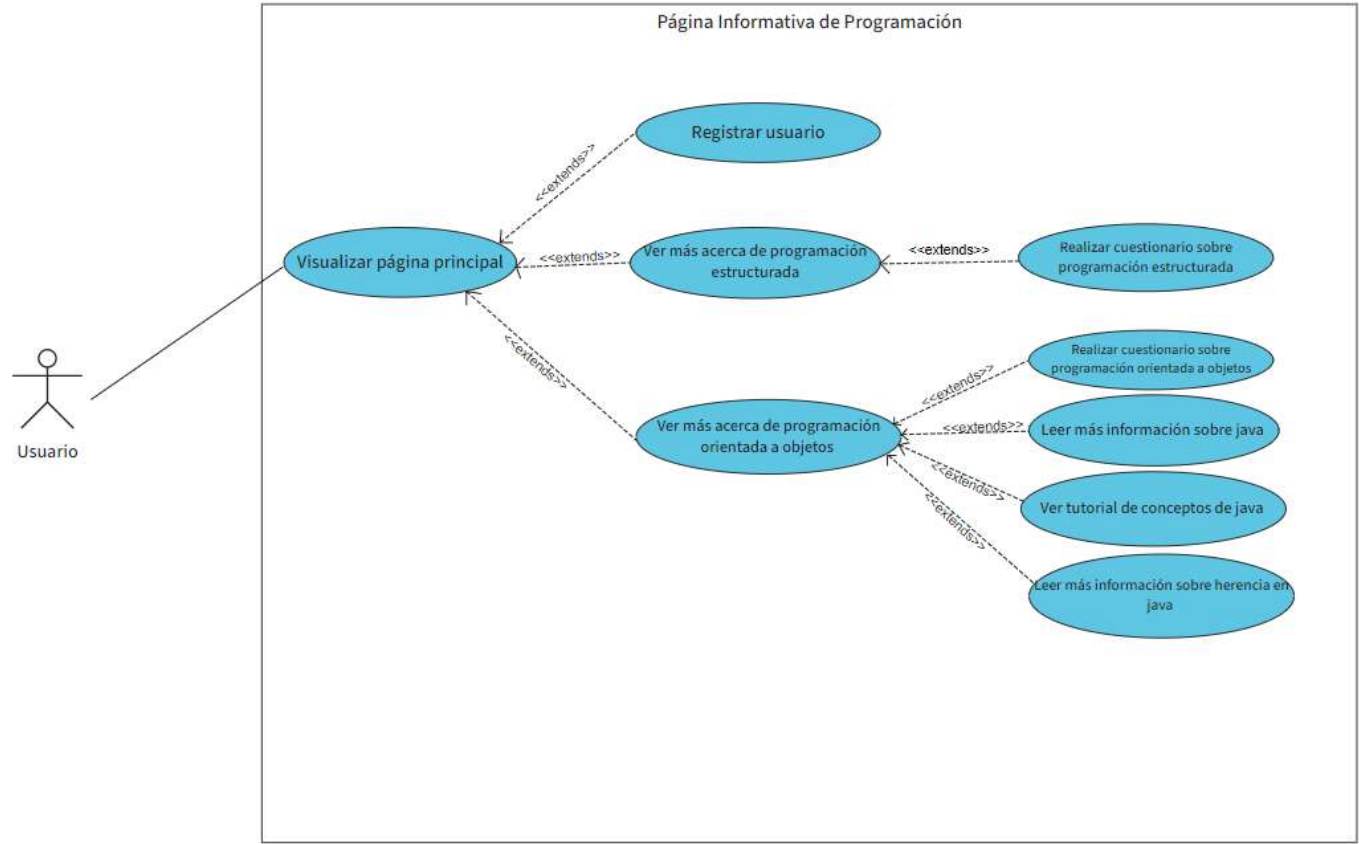 Página Informativa de Programación
Registrar usuario
<<extends>>
Visualizar página principal
<<extends>>
Ver más acerca de programación
estructurada
<<extends>>
Realizar cuestionario sobre
programación estructurada
<<extends>>
Usuario
Ver más acerca de programación
orientada a objetos
<<extends>>
Realizar cuestionario sobre
programación orientada a objetos
<<extends>>
Leer más información sobre java
<<extends>>
Ver tutorial de conceptos de java
<<extends>>
Leer más información sobre herencia en
java